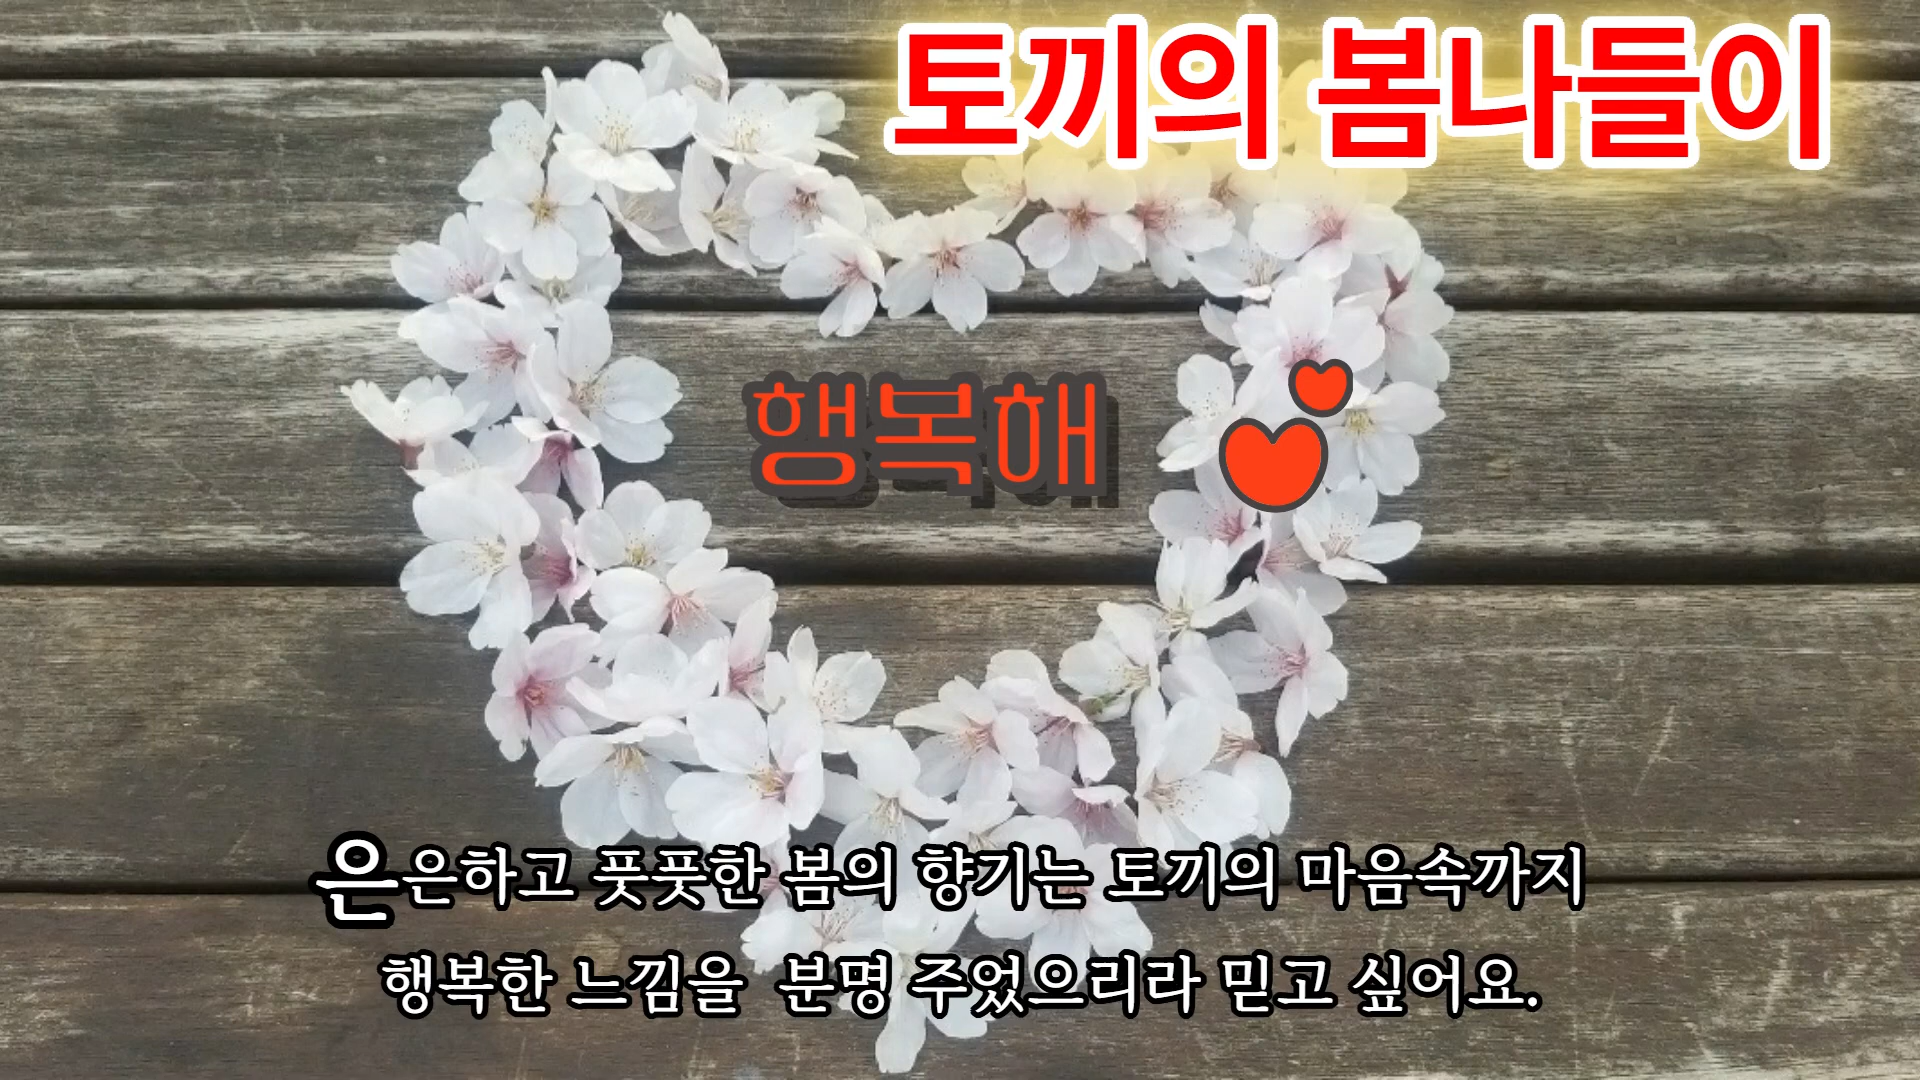 토끼의 봄나들이
행복해
은은하고 풋풋한 봄의 향기는 토끼의 마음속까지
행복한 느낌을 분명 주었으리라 믿고 싶어요.